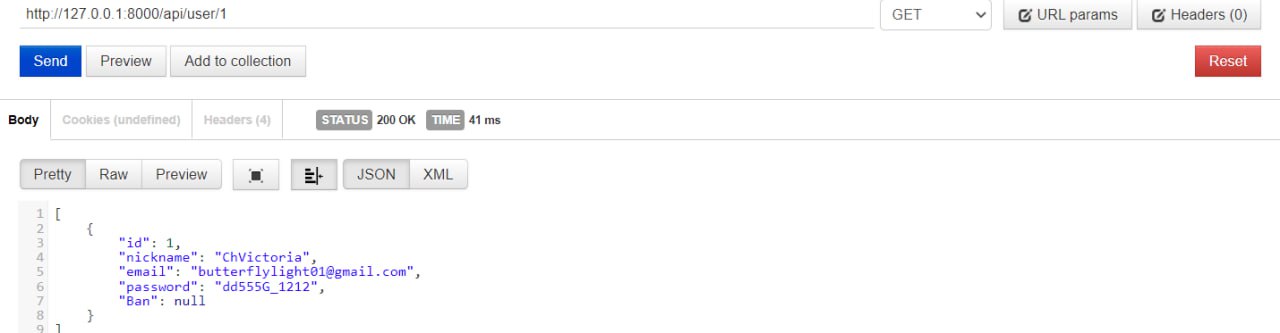 http://127.0.0.1:8000/api/user/1 GET URL params Headers (0)
Send Preview Add to collection Reset
Body Cookies (undefined) Headers (4) STATUS 200 OK TIME 41 ms
Pretty Raw Preview JSON XML
1 [
2 {
3 "id": 1,
4 "nickname": "ChVictoria",
5 "email": "butterflylight01@gmail.com",
6 "password": "dd555G_1212",
7 "Ban": null
8 }
9 ]